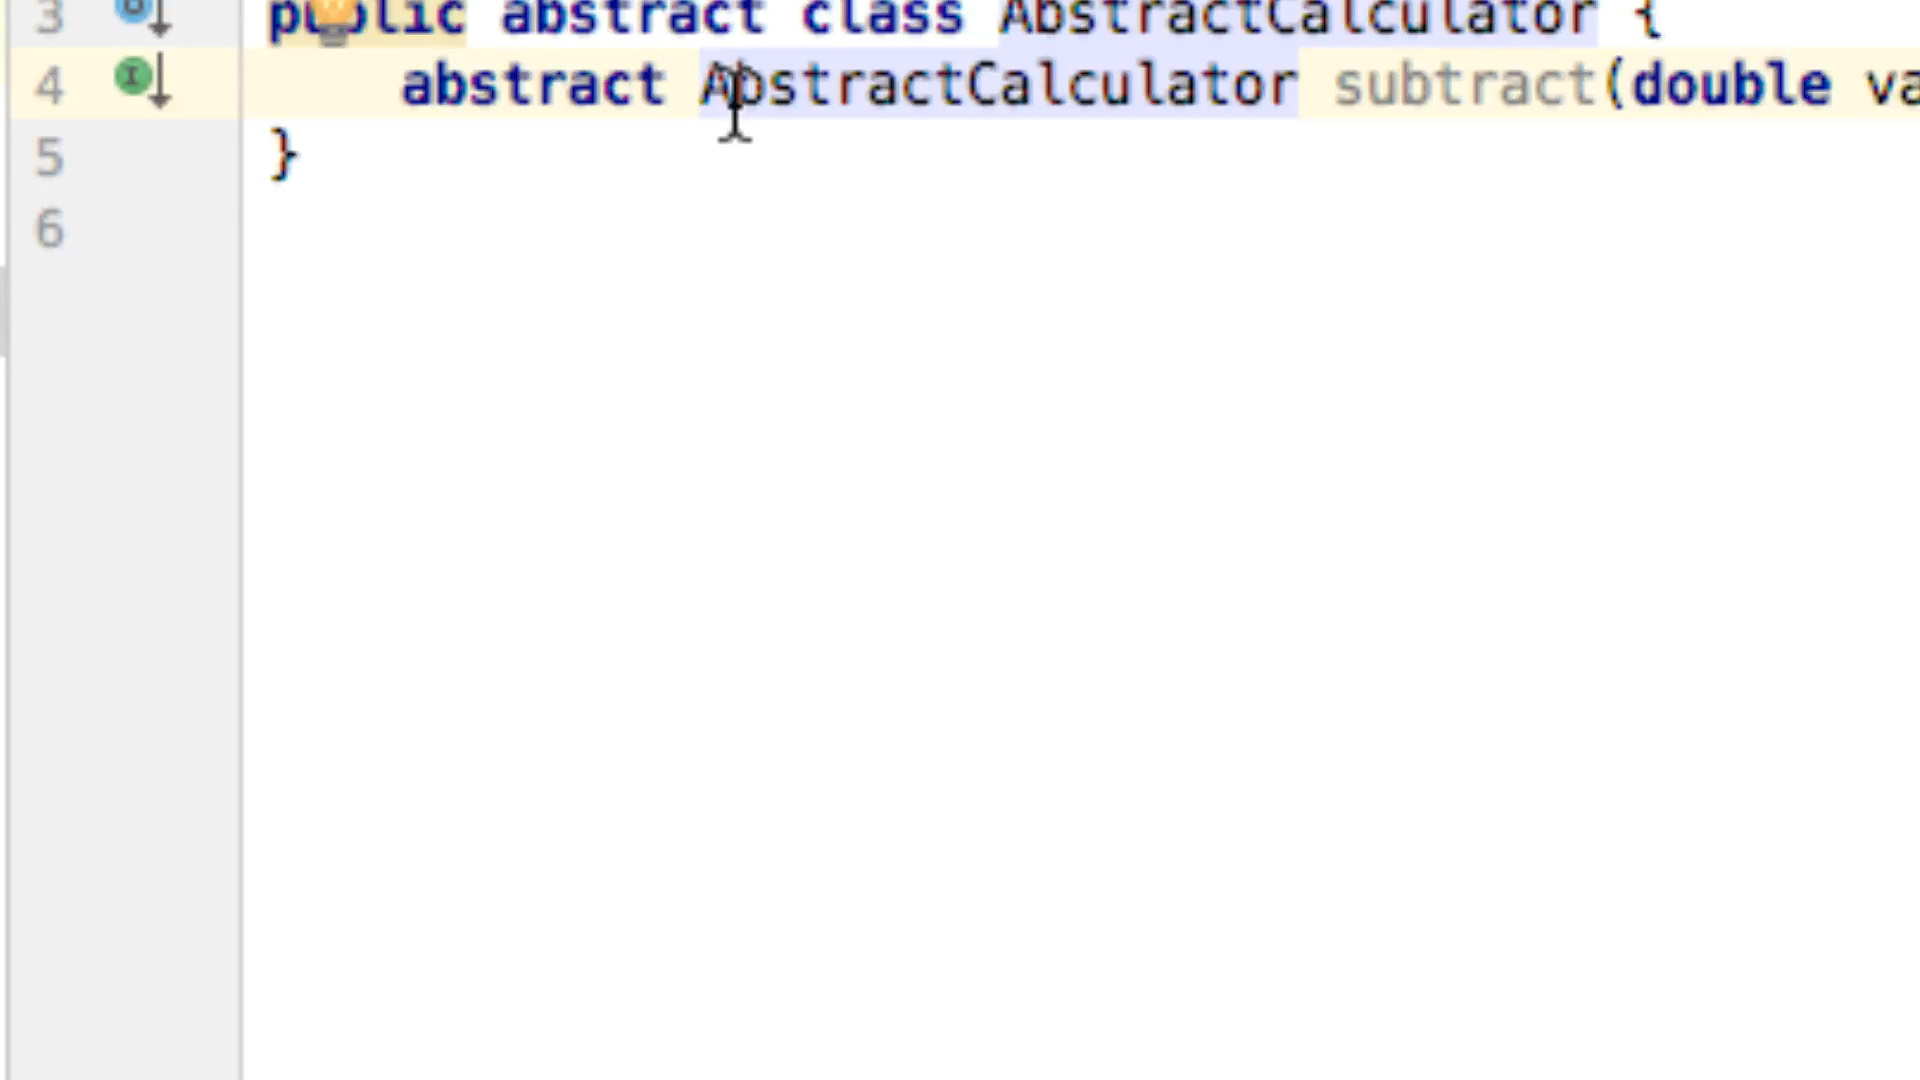 3 public abstract class AbstractCalculator {
4 abstract AbstractCalculator subtract(double va
5 }
6